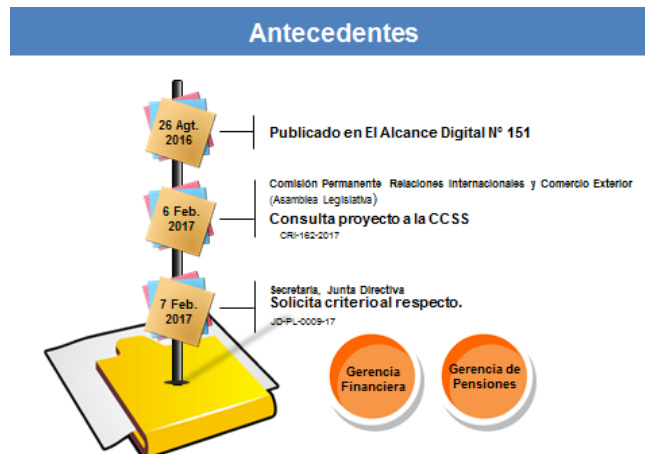 Antecedentes
26 Agt.
2016
Publicado en El Alcance Digital N° 151
6 Feb.
2017
Comisión Permanente Relaciones Internacionales y Comercio Exterior
(Asamblea Legislativa)
Consulta proyecto a la CCSS
CRI-162-2017
7 Feb.
2017
Secretaria, Junta Directiva
Solicita criterio al respecto.
JD-PL-0009-17
Gerencia
Financiera
Gerencia de
Pensiones